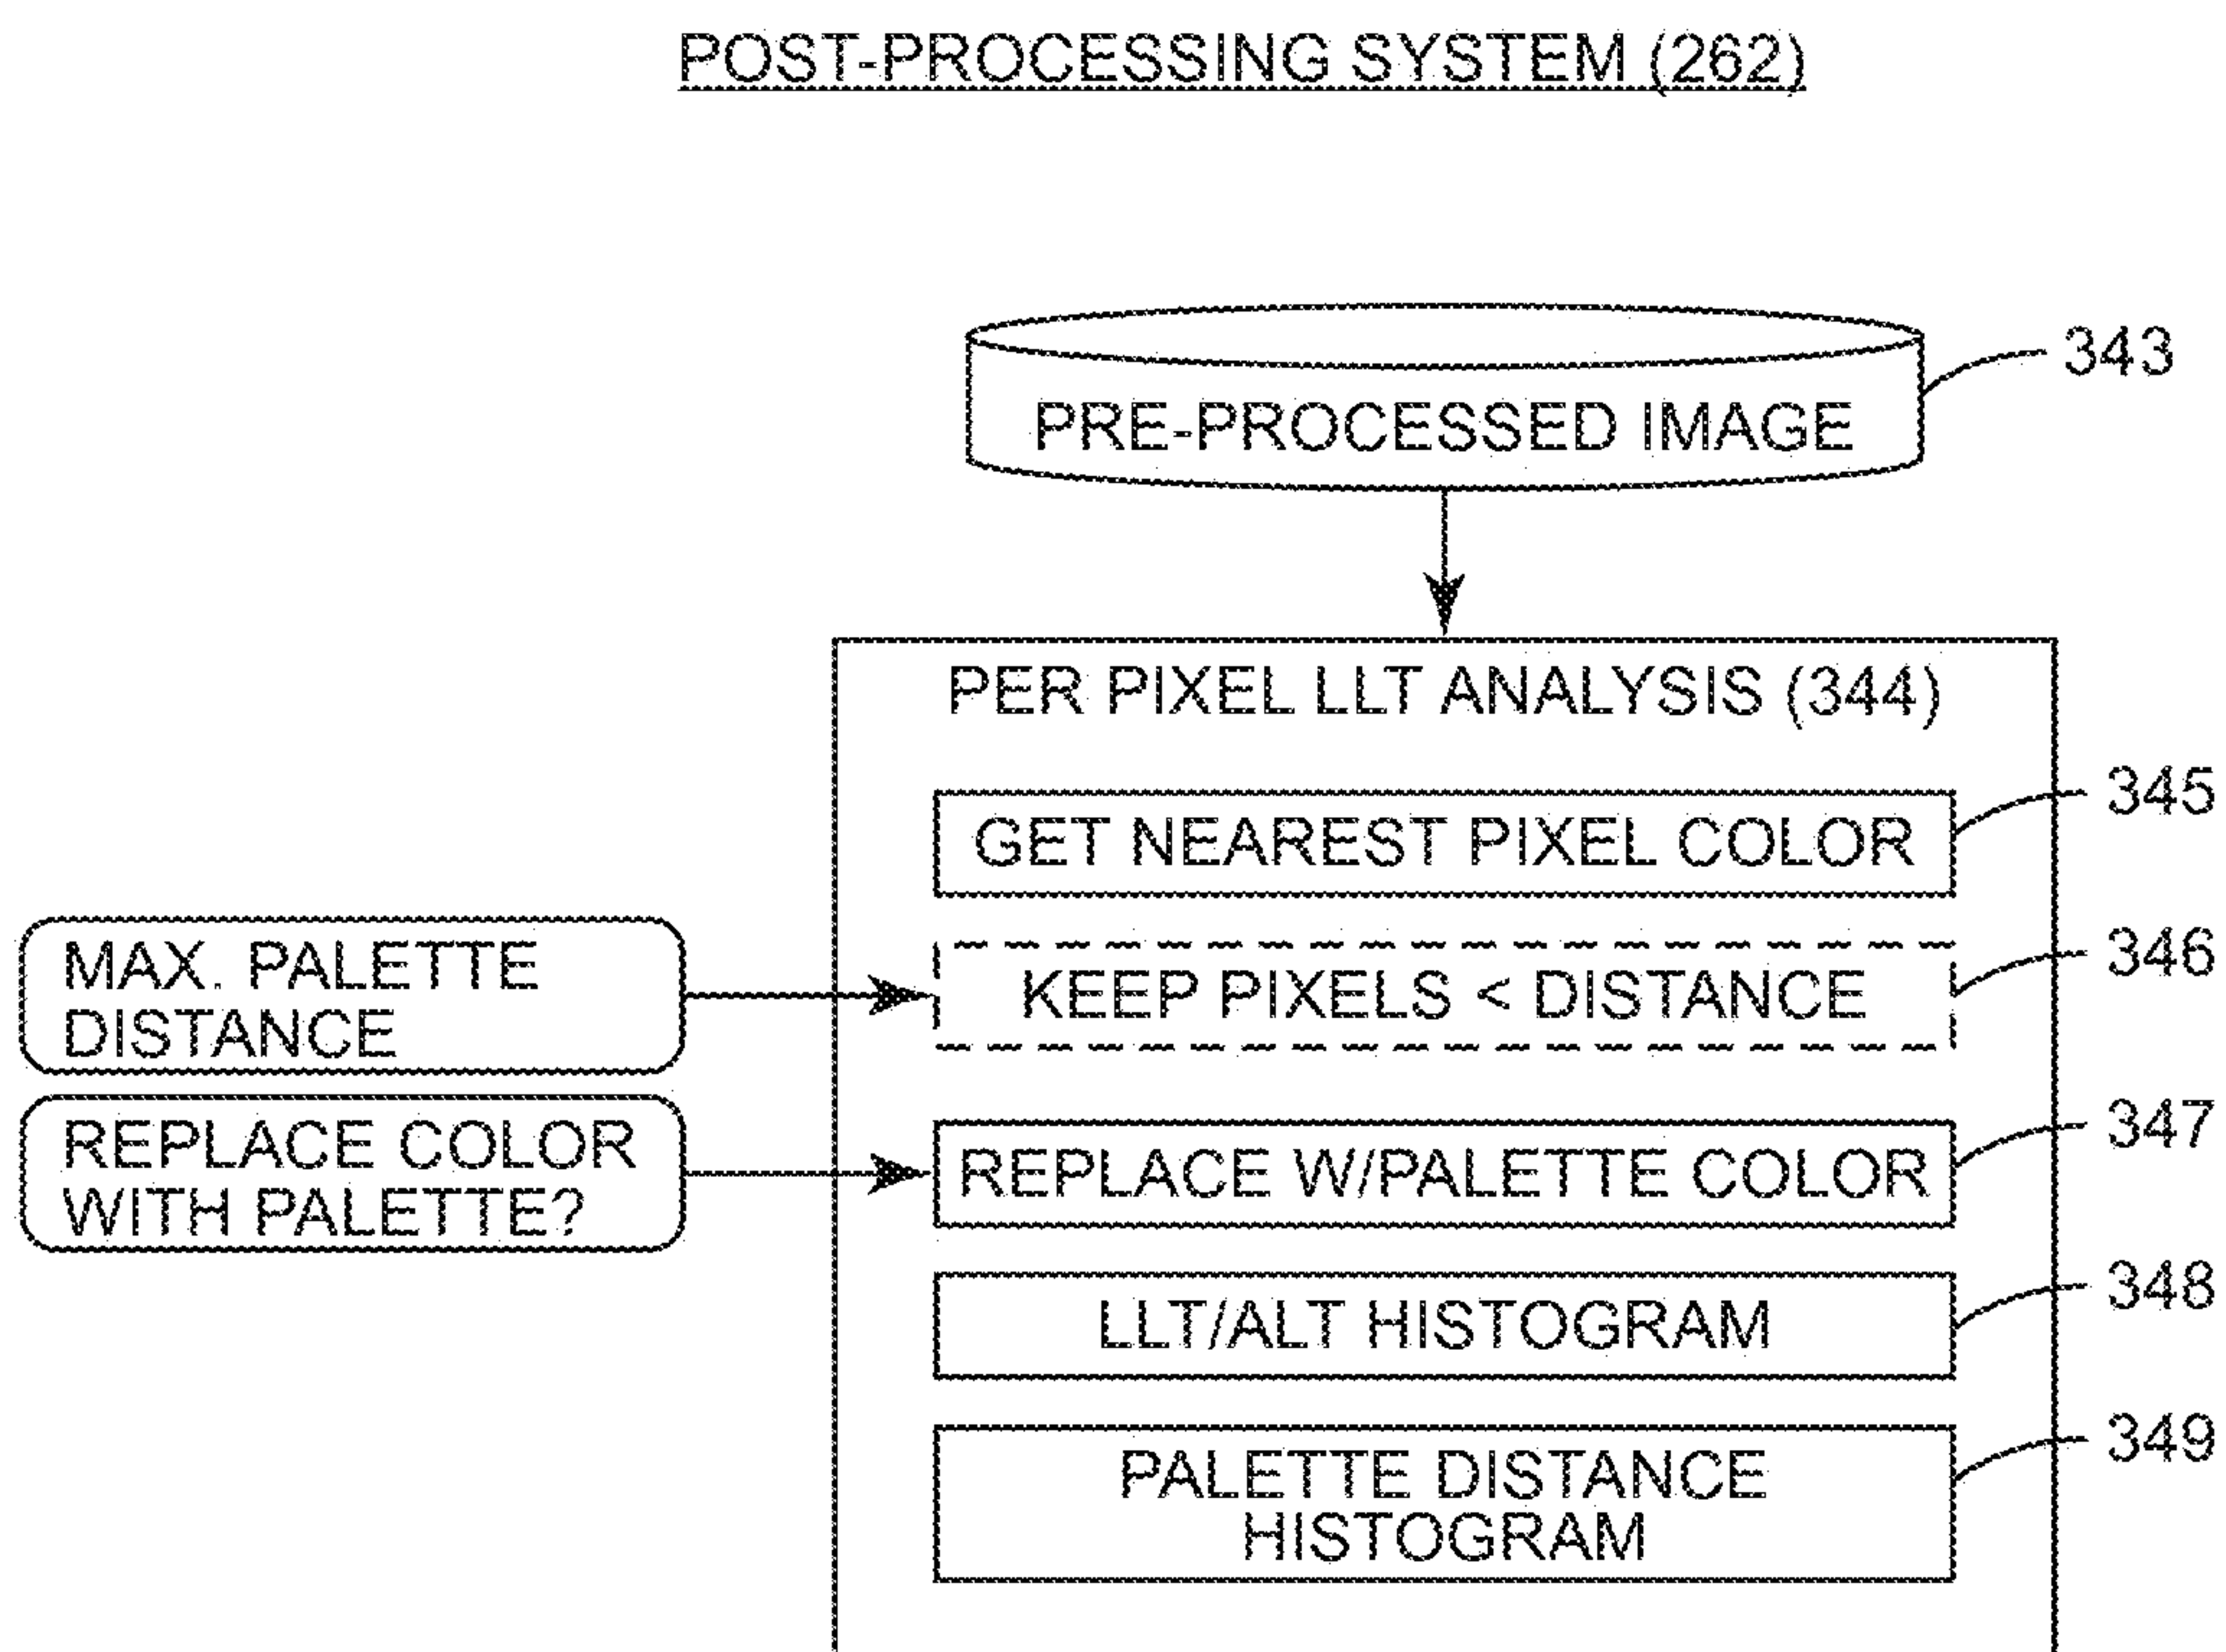 POST-PROCESSING SYSTEM (262)
343
PRE-PROCESSED IMAGE
PER PIXEL LLT ANALYSIS (344)
345
GET NEAREST PIXEL COLOR
346
MAX. PALETTE
DISTANCE
KEEP PIXELS < DISTANCE
347
REPLACE COLOR
WITH PALETTE?
REPLACE W/PALETTE COLOR
348
LLT/ALT HISTOGRAM
349
PALETTE DISTANCE
HISTOGRAM